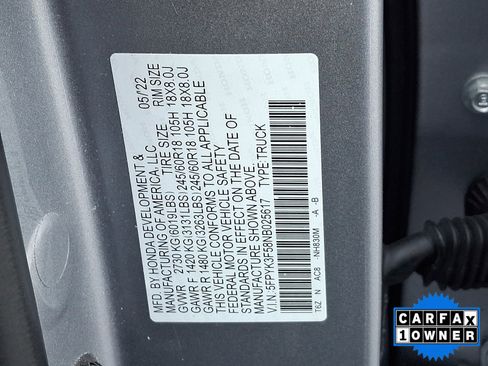 HONDA DEVELOPMENT & 05/22
MANUFACTURING OF AMERICA, LLC. TIRE SIZE RIM SIZE
GVWR 2730 KG(6019LBS)
GAWR F 1420 KG(3131LBS)245/60R18 105H 18X8.0J
GAWR R 1480 KG(3263LBS)245/60R18 105H 18X8.0J
THIS VEHICLE CONFORMS TO ALL APPLICABLE
FEDERAL MOTOR VEHICLE SAFETY
STANDARDS IN EFFECT ON THE DATE OF
MANUFACTURE SHOWN ABOVE.
V.I.N. 5FPYK3F58NB025617 TYPE:TRUCK
T6Z N AC8 -NH830M -A -B
CARFAX
1 OWNER